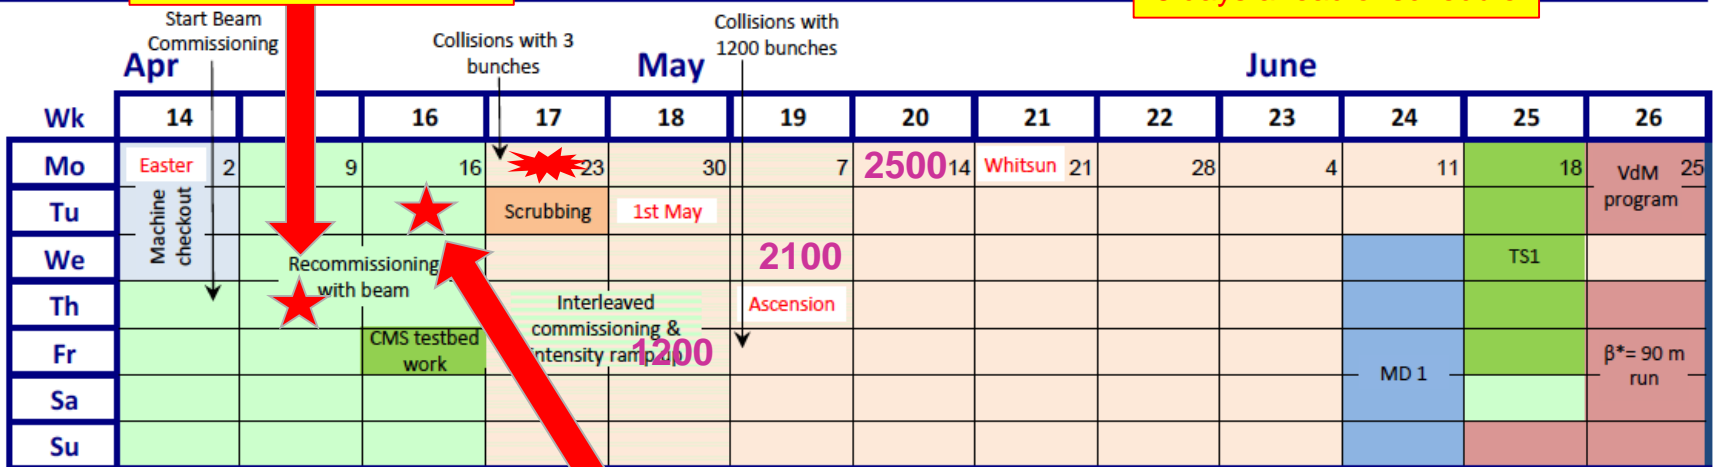 Start Beam
Commissioning
Collisions with 3
bunches
Collisions with
1200 bunches
Apr
May
June
Wk
14
16
17
18
19
20
21
22
23
24
25
26
Mo
Easter
2
9
16
23
30
7
2500
14
Whitsun
21
28
4
11
18
VdM
program
25
Tu
Machine
checkout
Scrubbing
1st May
We
Recommissioning
with beam
2100
TS1
Th
Interleaved
commissioning &
intensity ramp up
Ascension
Fr
CMS testbed
work
1200
MD 1
β*= 90 m
run
Sa
Su